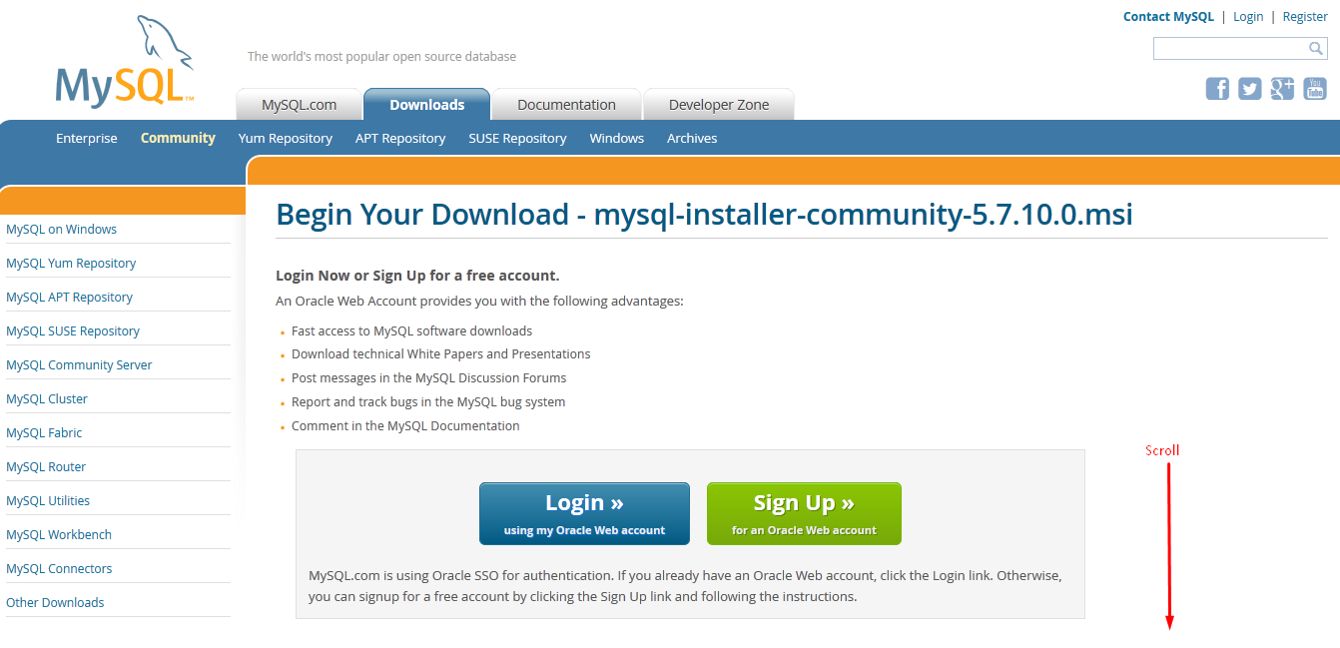 Contact MySQL | Login | Register
MySQL™
The world's most popular open source database
MySQL.com Downloads Documentation Developer Zone
You
Tube
Enterprise Community Yum Repository APT Repository SUSE Repository Windows Archives
MySQL on Windows
MySQL Yum Repository
MySQL APT Repository
MySQL SUSE Repository
MySQL Community Server
MySQL Cluster
MySQL Fabric
MySQL Router
MySQL Utilities
MySQL Workbench
MySQL Connectors
Other Downloads
Begin Your Download - mysql-installer-community-5.7.10.0.msi
Login Now or Sign Up for a free account.
An Oracle Web Account provides you with the following advantages:
Fast access to MySQL software downloads
Download technical White Papers and Presentations
Post messages in the MySQL Discussion Forums
Report and track bugs in the MySQL bug system
Comment in the MySQL Documentation
Login »
using my Oracle Web account
Sign Up »
for an Oracle Web account
MySQL.com is using Oracle SSO for authentication. If you already have an Oracle Web account, click the Login link. Otherwise,
you can signup for a free account by clicking the Sign Up link and following the instructions.
Scroll